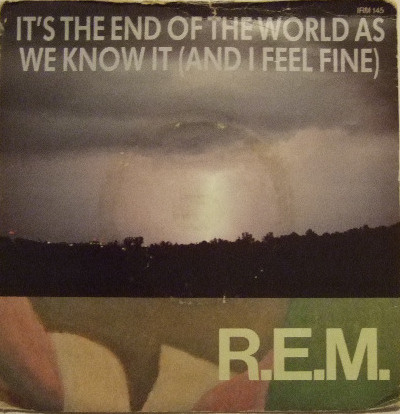 IRM 145
IT'S THE END OF THE WORLD AS
WE KNOW IT (AND I FEEL FINE)
R.E.M.